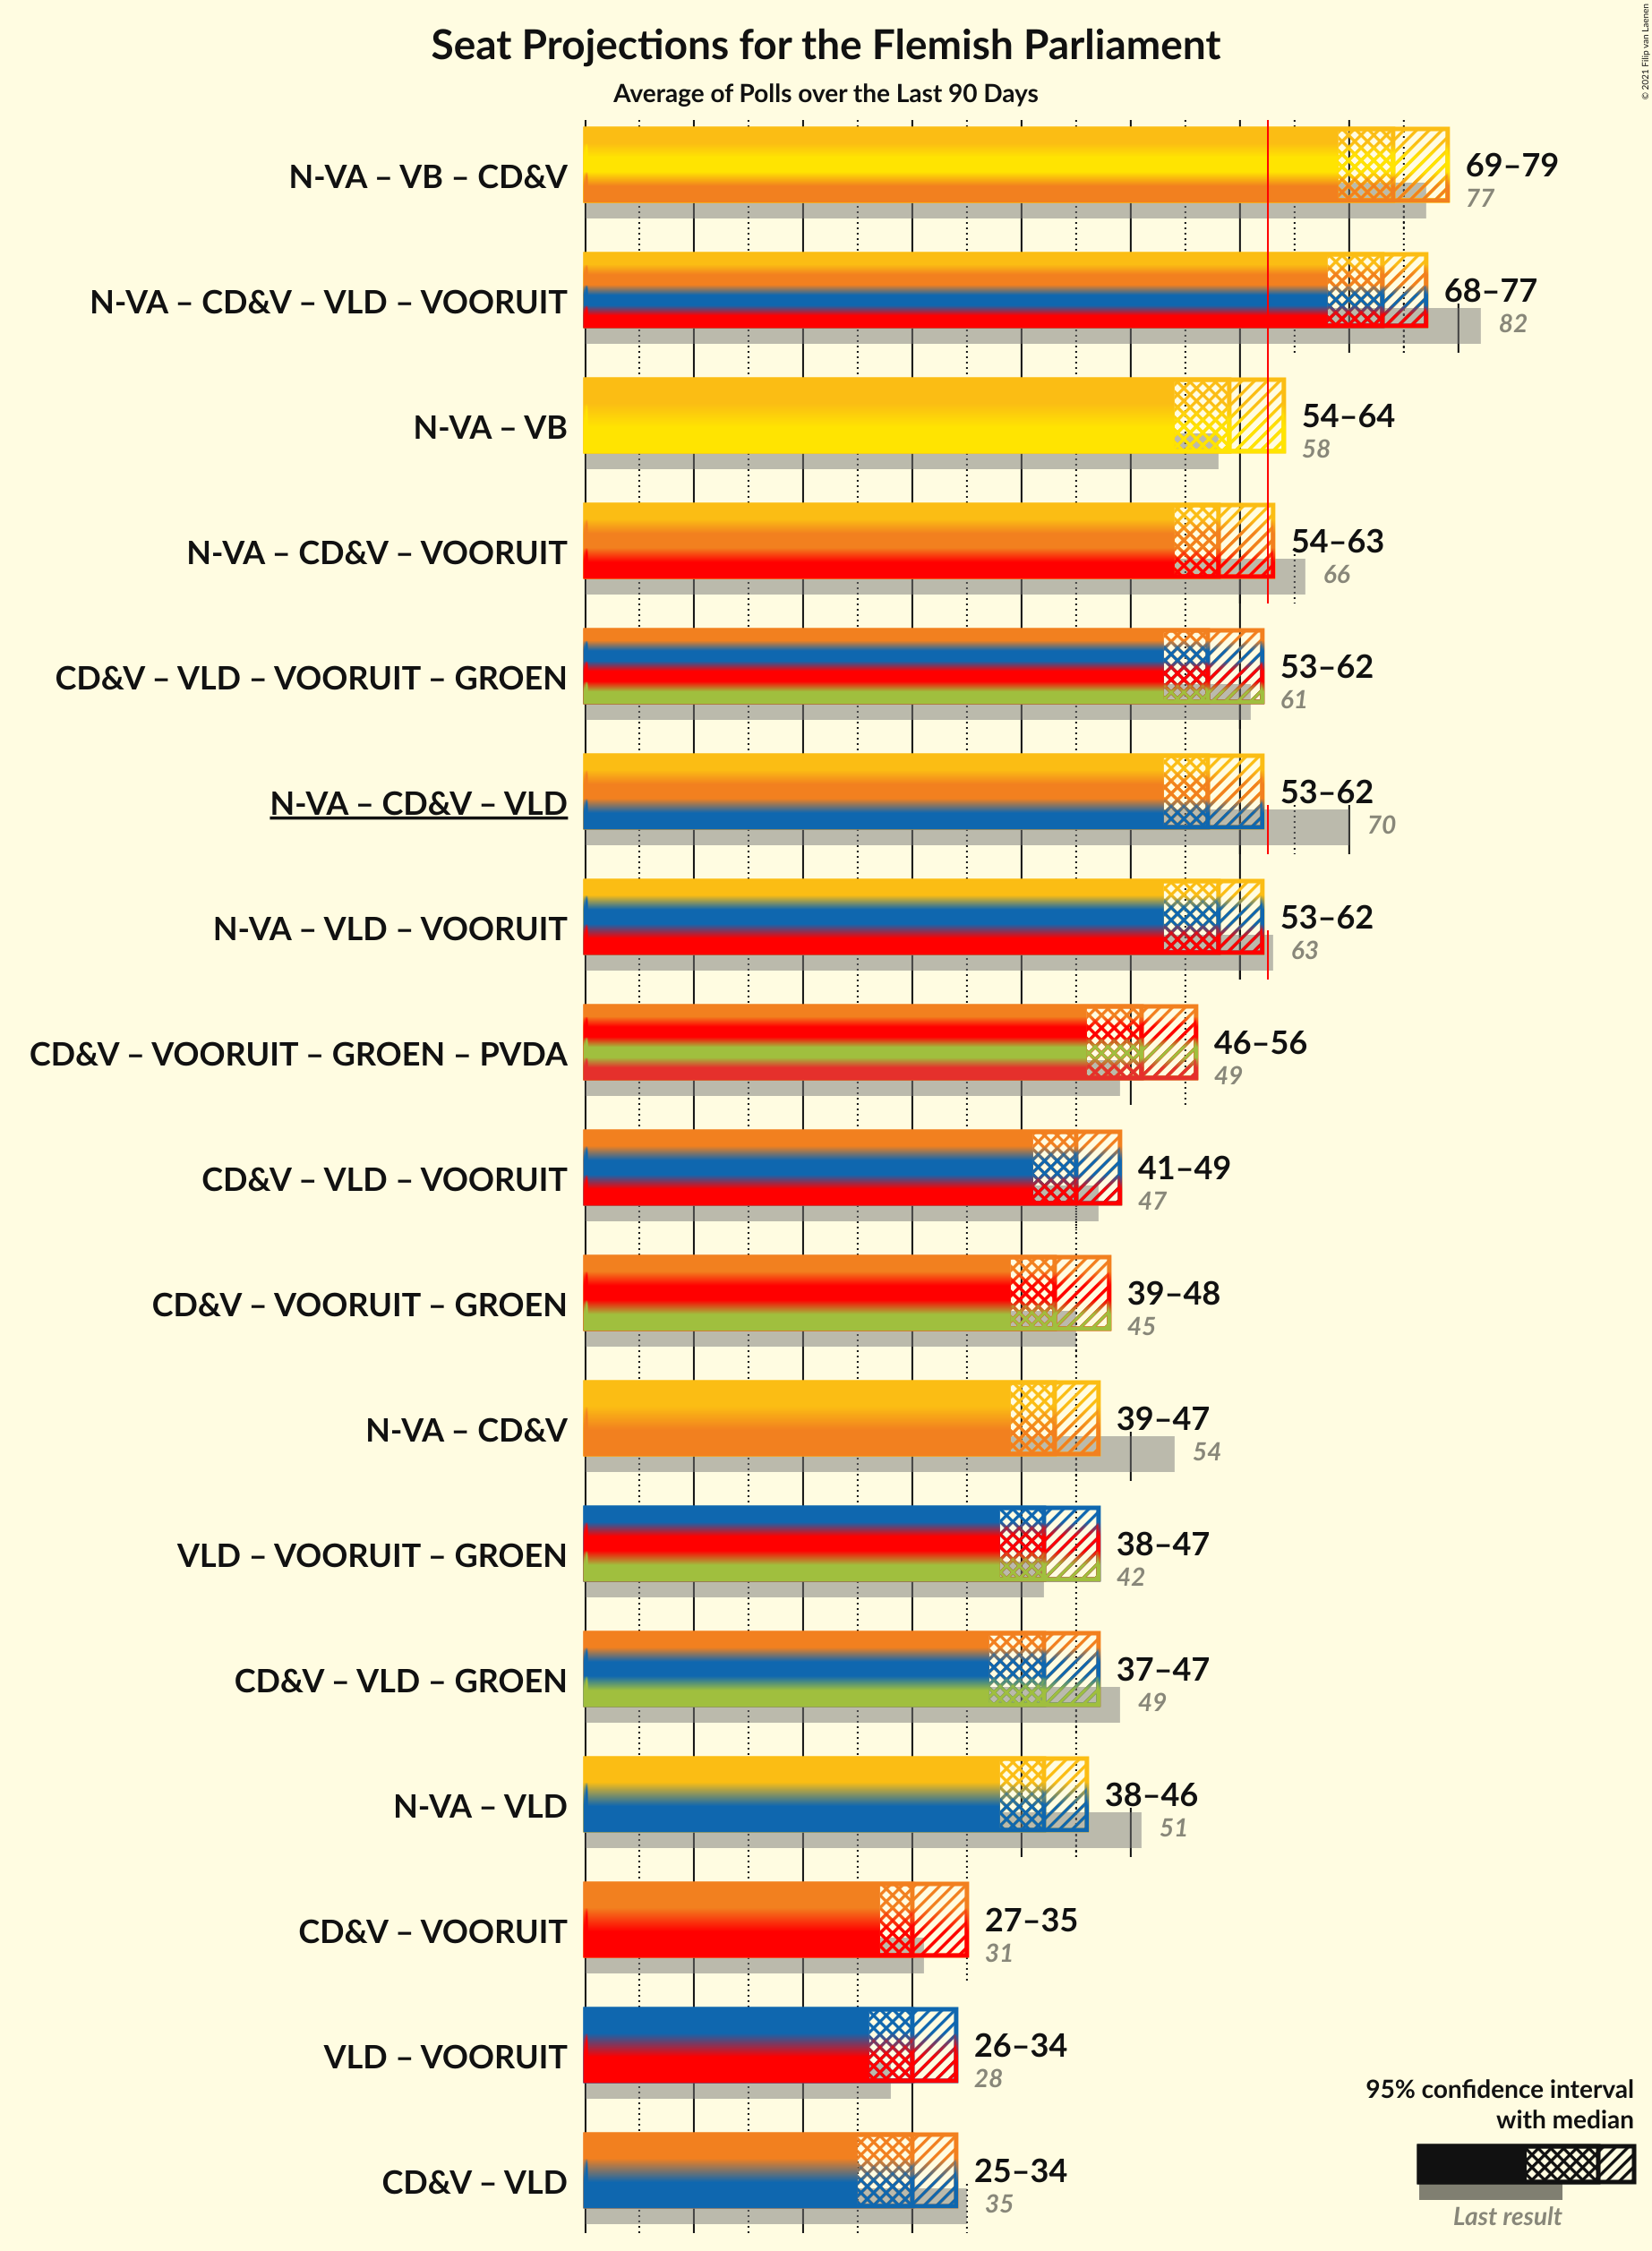 Seat Projections for the Flemish Parliament
Average of Polls over the Last 90 Days
© 2021 Filip van Laenen
N-VA – VB – CD&V
69–79
77
N-VA – CD&V – VLD – VOORUIT
68–77
82
N-VA – VB
54–64
58
N-VA – CD&V – VOORUIT
54–63
66
CD&V – VLD – VOORUIT – GROEN
53–62
61
N-VA – CD&V – VLD
53–62
70
N-VA – VLD – VOORUIT
53–62
63
CD&V – VOORUIT – GROEN – PVDA
46–56
49
CD&V – VLD – VOORUIT
41–49
47
CD&V – VOORUIT – GROEN
39–48
45
N-VA – CD&V
39–47
54
VLD – VOORUIT – GROEN
38–47
42
CD&V – VLD – GROEN
37–47
49
N-VA – VLD
38–46
51
CD&V – VOORUIT
27–35
31
VLD – VOORUIT
26–34
28
CD&V – VLD
25–34
35
95% confidence interval
with median
Last result